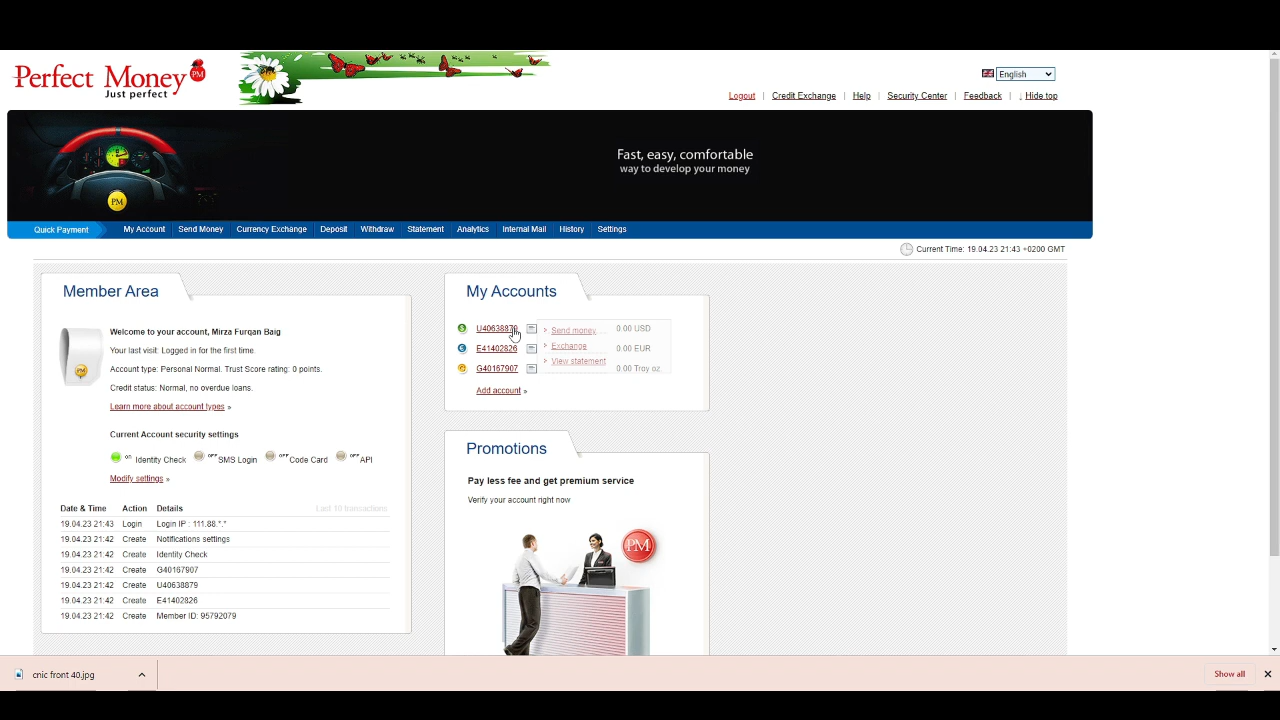 Perfect Money PM
Just perfect
English
Logout | Credit Exchange | Help | Security Center | Feedback | ↓ Hide top
Fast, easy, comfortable
way to develop your money
PM
Quick Payment My Account Send Money Currency Exchange Deposit Withdraw Statement Analytics Internal Mail History Settings
Current Time: 19.04.23 21:43 +0200 GMT
Member Area
Welcome to your account, Mirza Furqan Baig
Your last visit: Logged in for the first time.
Account type: Personal Normal. Trust Score rating: 0 points.
Credit status: Normal, no overdue loans.
Learn more about account types »
Current Account security settings
on Identity Check OFF SMS Login OFF Code Card OFF API
Modify settings »
Date & Time Action Details Last 10 transactions
19.04.23 21:43 Login Login IP : 111.88.*.*
19.04.23 21:42 Create Notifications settings
19.04.23 21:42 Create Identity Check
19.04.23 21:42 Create G40167907
19.04.23 21:42 Create U40638879
19.04.23 21:42 Create E41402826
19.04.23 21:42 Create Member ID: 95792079
My Accounts
U40638879 Send money 0.00 USD
E41402826 Exchange 0.00 EUR
G40167907 View statement 0.00 Troy oz.
Add account »
Promotions
Pay less fee and get premium service
Verify your account right now
PM
cnic front 40.jpg
Show all